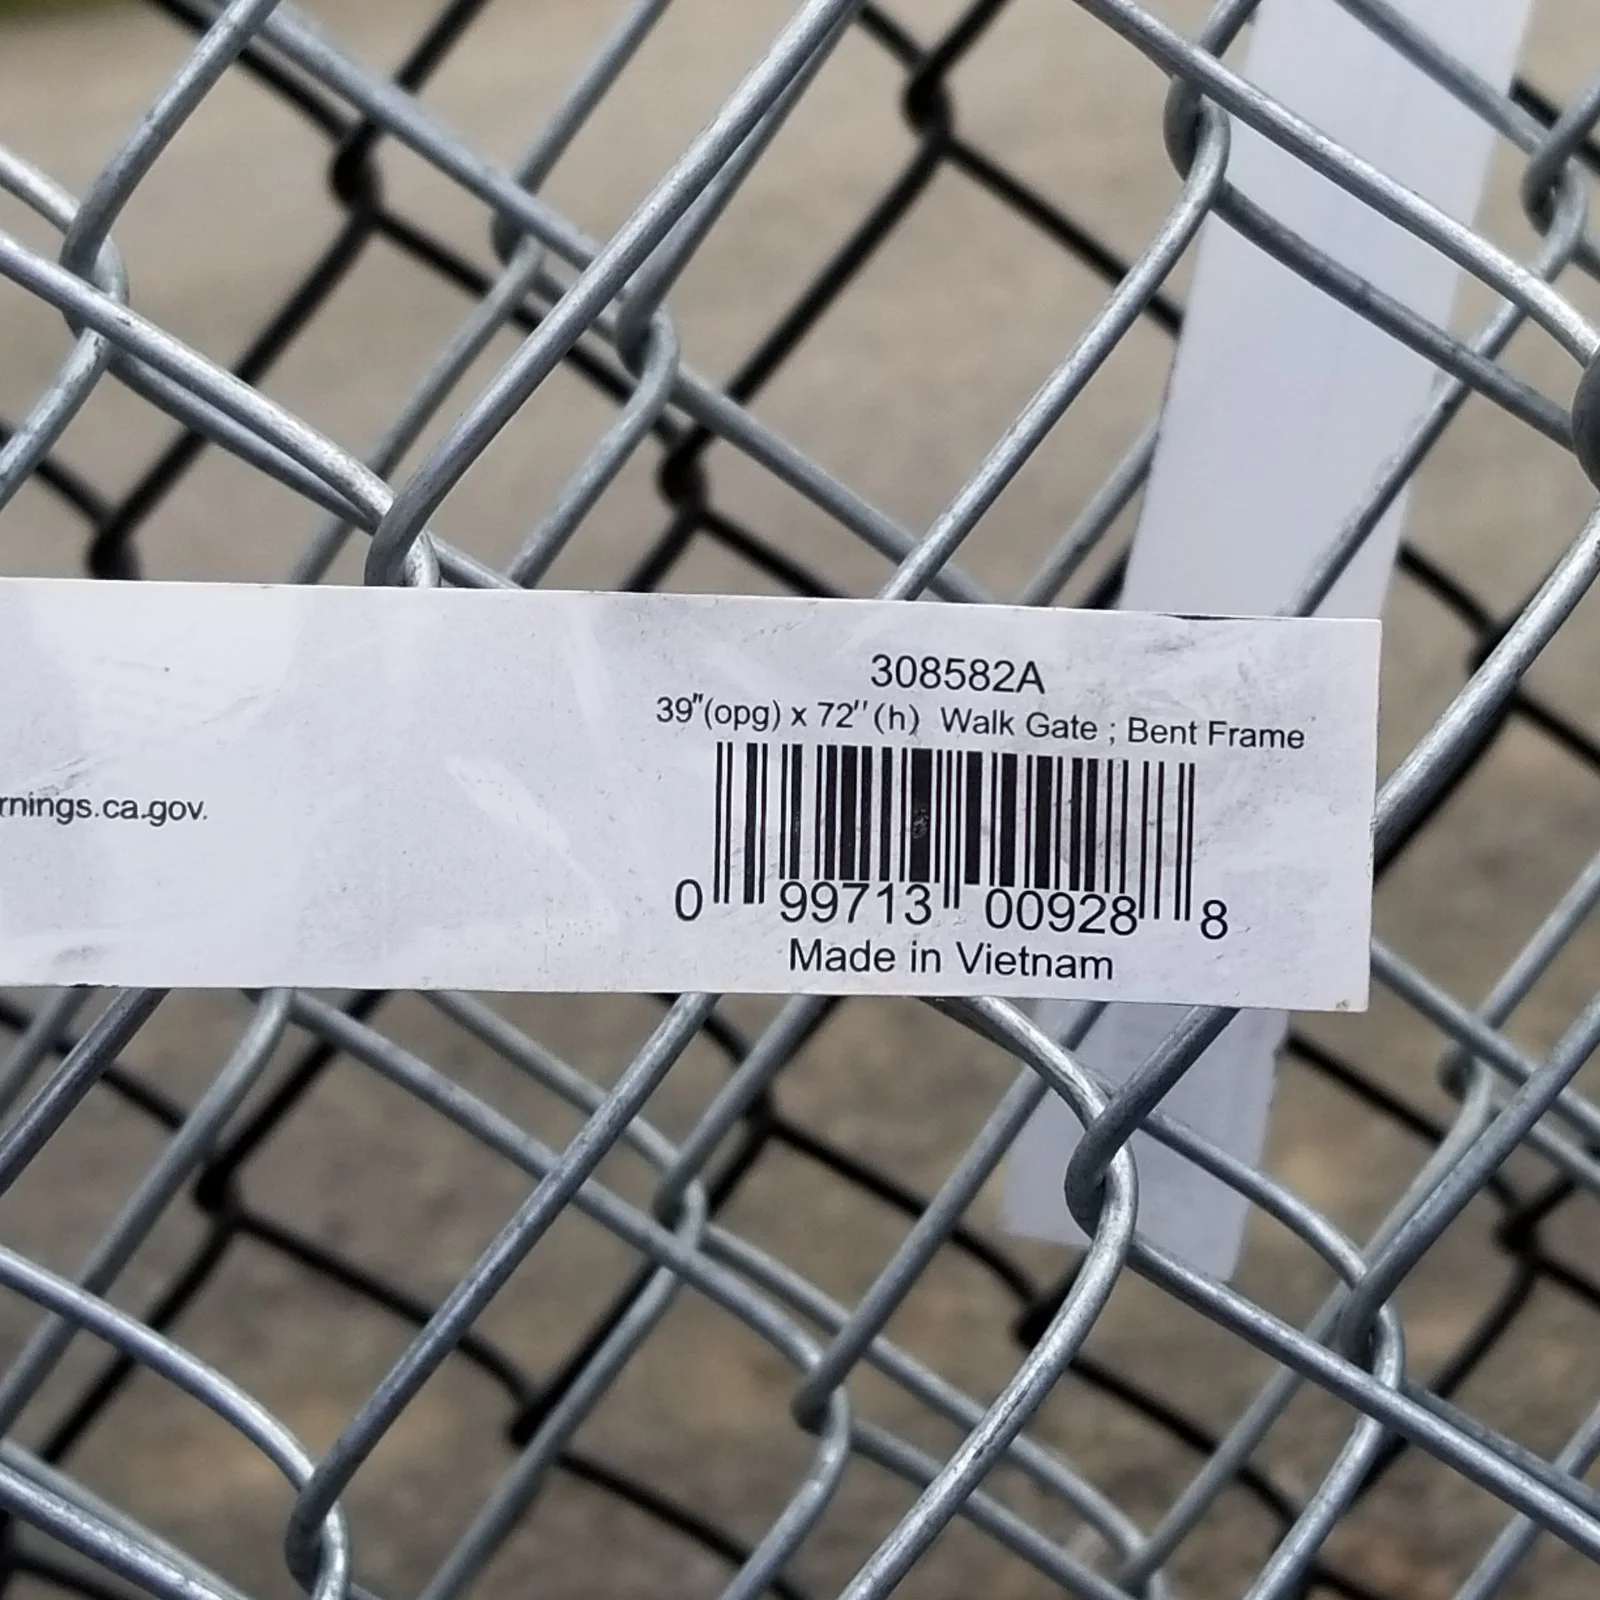 308582A
39"(opg) x 72"(h) Walk Gate ; Bent Frame
rnings.ca.gov.
0 99713 00928 8
Made in Vietnam